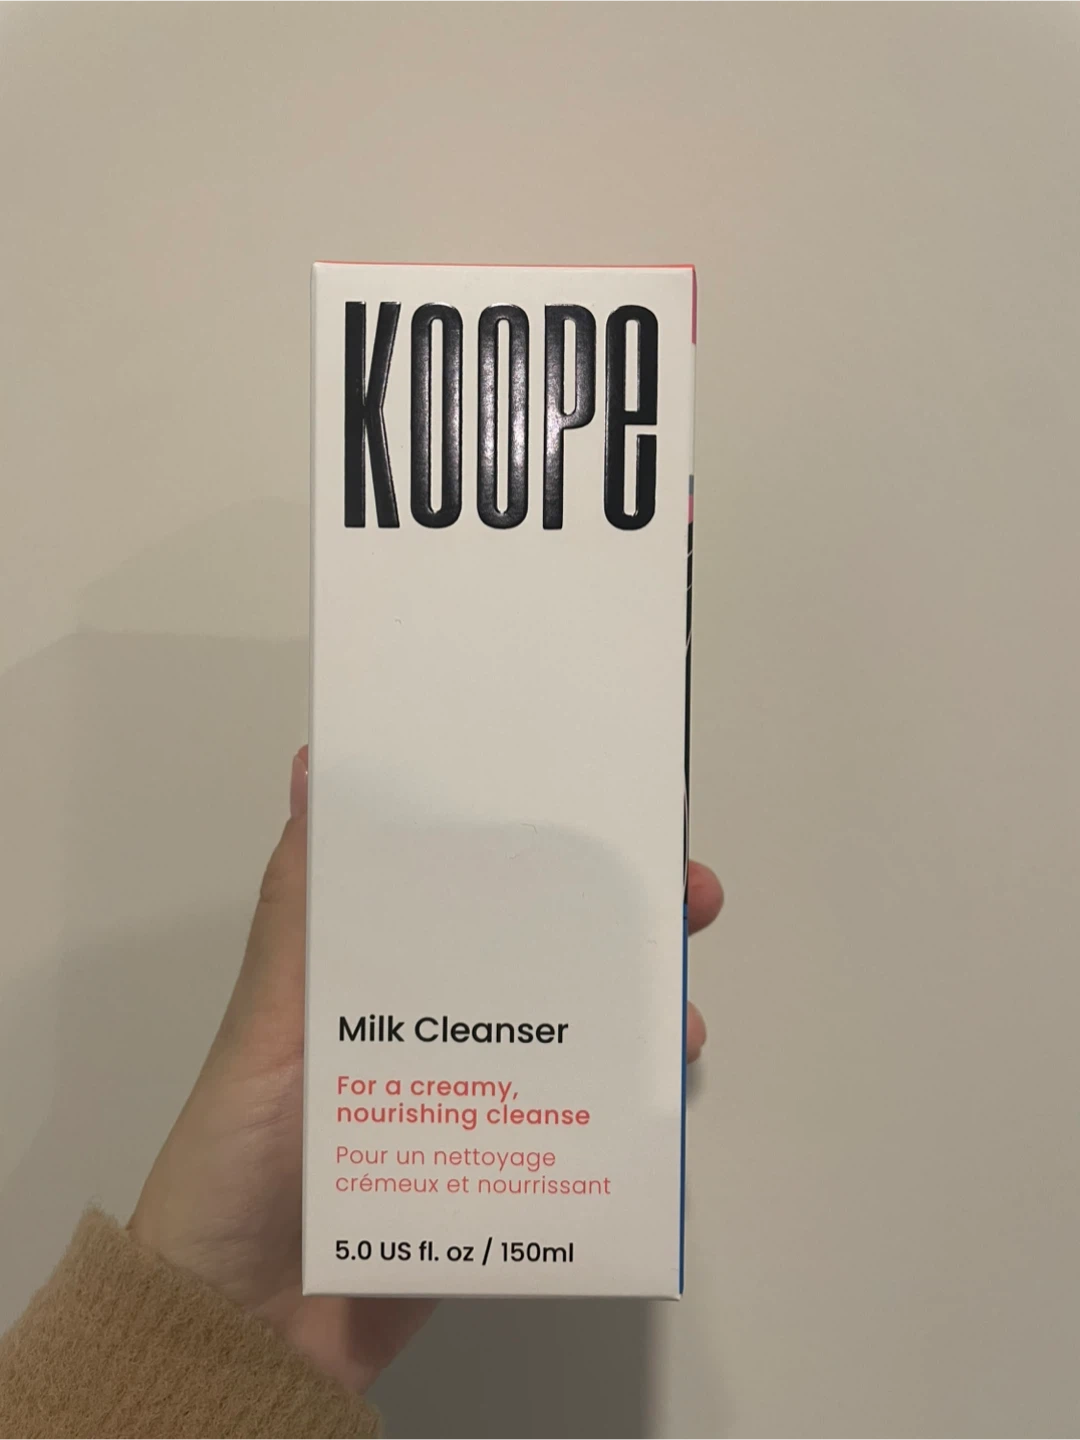 KOOPe
Milk Cleanser
For a creamy,
nourishing cleanse
Pour un nettoyage
crémeux et nourrissant
5.0 US fl. oz / 150ml